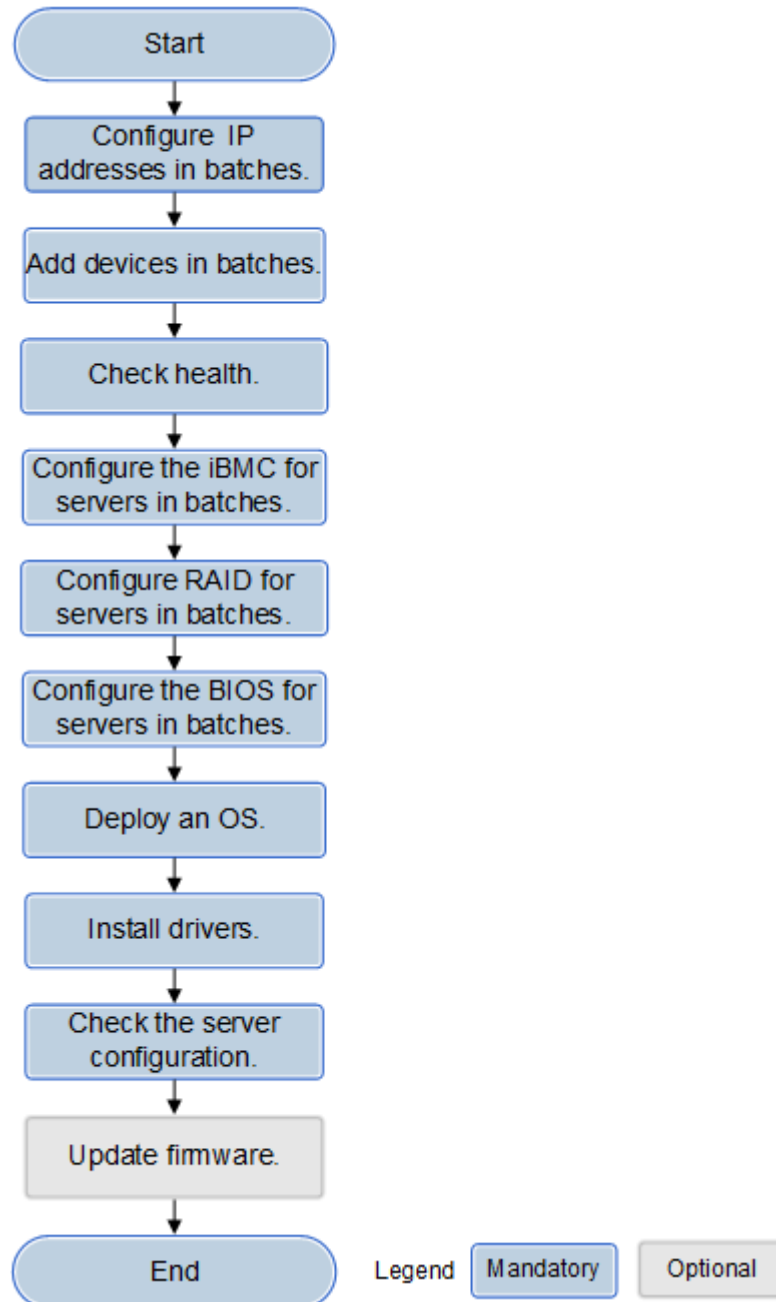 Start
Configure IP
addresses in batches.
Add devices in batches.
Check health.
Configure the iBMC for
servers in batches.
Configure RAID for
servers in batches.
Configure the BIOS for
servers in batches.
Deploy an OS.
Install drivers.
Check the server
configuration.
Update firmware.
End
Legend
Mandatory
Optional